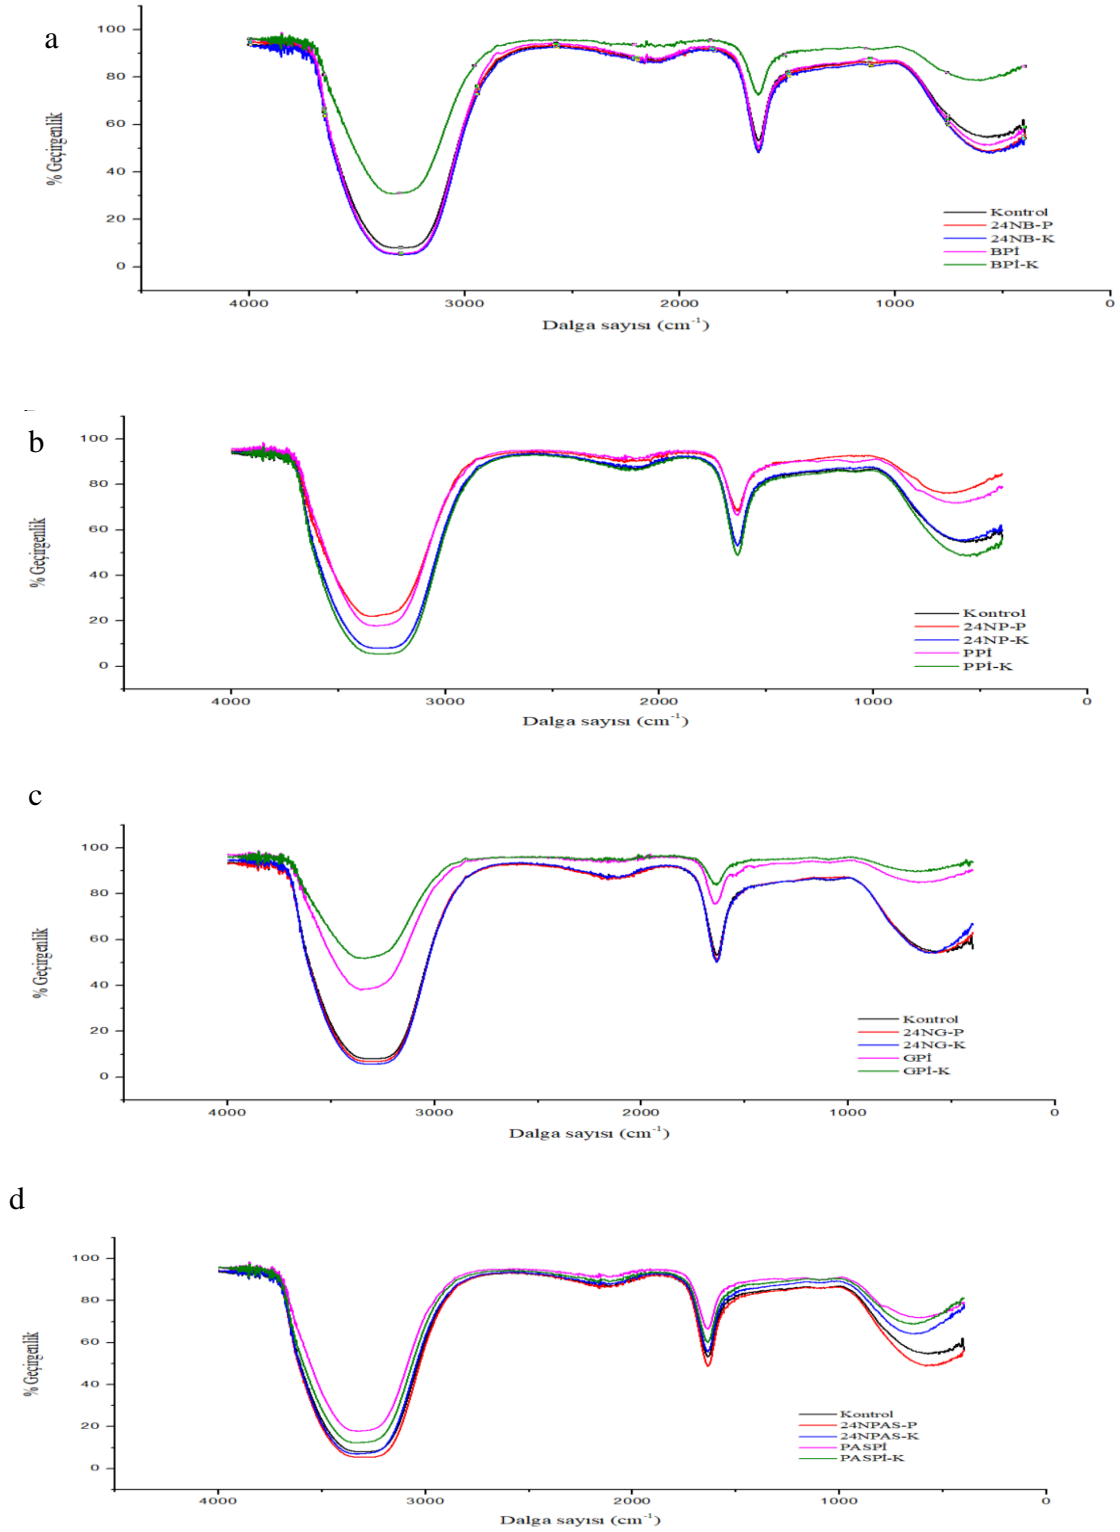 a
100
80
60
40
20
0
% Geçirgenlik
Kontrol
24NB-P
24NB-K
BPİ
BPİ-K
4000 3000 2000 1000 0
Dalga sayısı (cm-1)
b
100
80
60
40
20
0
% Geçirgenlik
Kontrol
24NP-P
24NP-K
PPİ
PPİ-K
4000 3000 2000 1000 0
Dalga sayısı (cm-1)
c
100
80
60
40
20
0
% Geçirgenlik
Kontrol
24NG-P
24NG-K
GPİ
GPİ-K
4000 3000 2000 1000 0
Dalga sayısı (cm-1)
d
100
80
60
40
20
0
% Geçirgenlik
Kontrol
24NPAS-P
24NPAS-K
PASPİ
PASPİ-K
4000 3000 2000 1000 0
Dalga sayısı (cm-1)